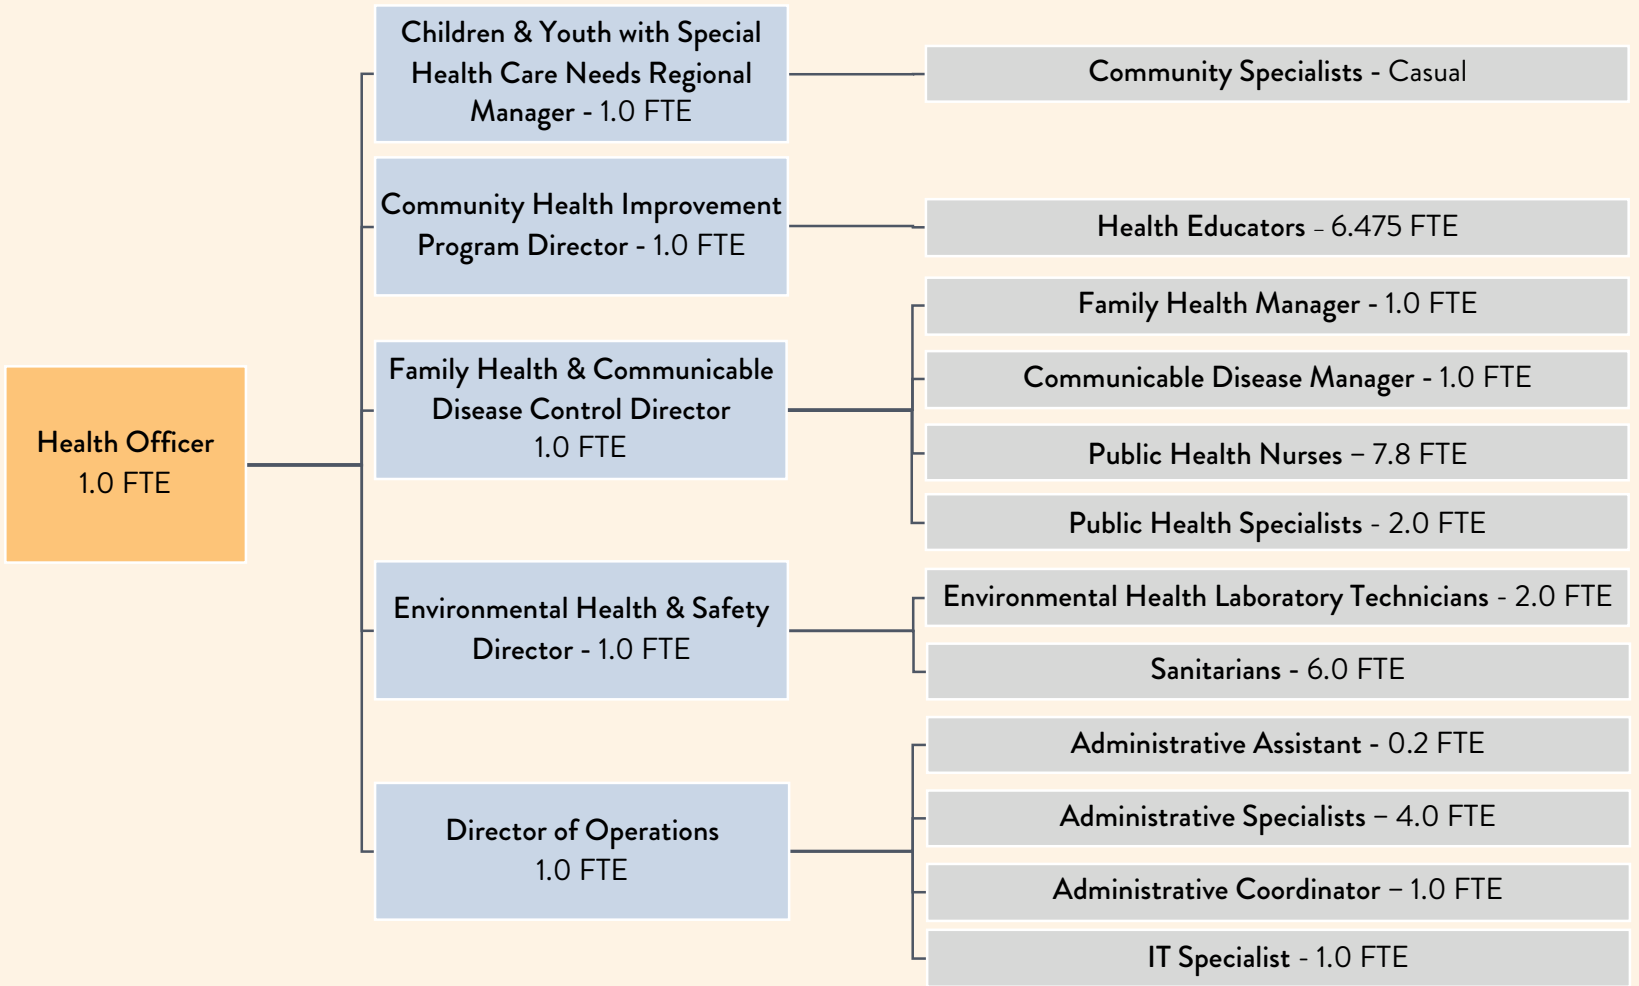 Health Officer
1.0 FTE
Children & Youth with Special
Health Care Needs Regional
Manager - 1.0 FTE
Community Specialists - Casual
Community Health Improvement
Program Director - 1.0 FTE
Health Educators - 6.475 FTE
Family Health & Communicable
Disease Control Director
1.0 FTE
Family Health Manager - 1.0 FTE
Communicable Disease Manager - 1.0 FTE
Public Health Nurses – 7.8 FTE
Public Health Specialists - 2.0 FTE
Environmental Health & Safety
Director - 1.0 FTE
Environmental Health Laboratory Technicians - 2.0 FTE
Sanitarians - 6.0 FTE
Director of Operations
1.0 FTE
Administrative Assistant - 0.2 FTE
Administrative Specialists – 4.0 FTE
Administrative Coordinator – 1.0 FTE
IT Specialist - 1.0 FTE